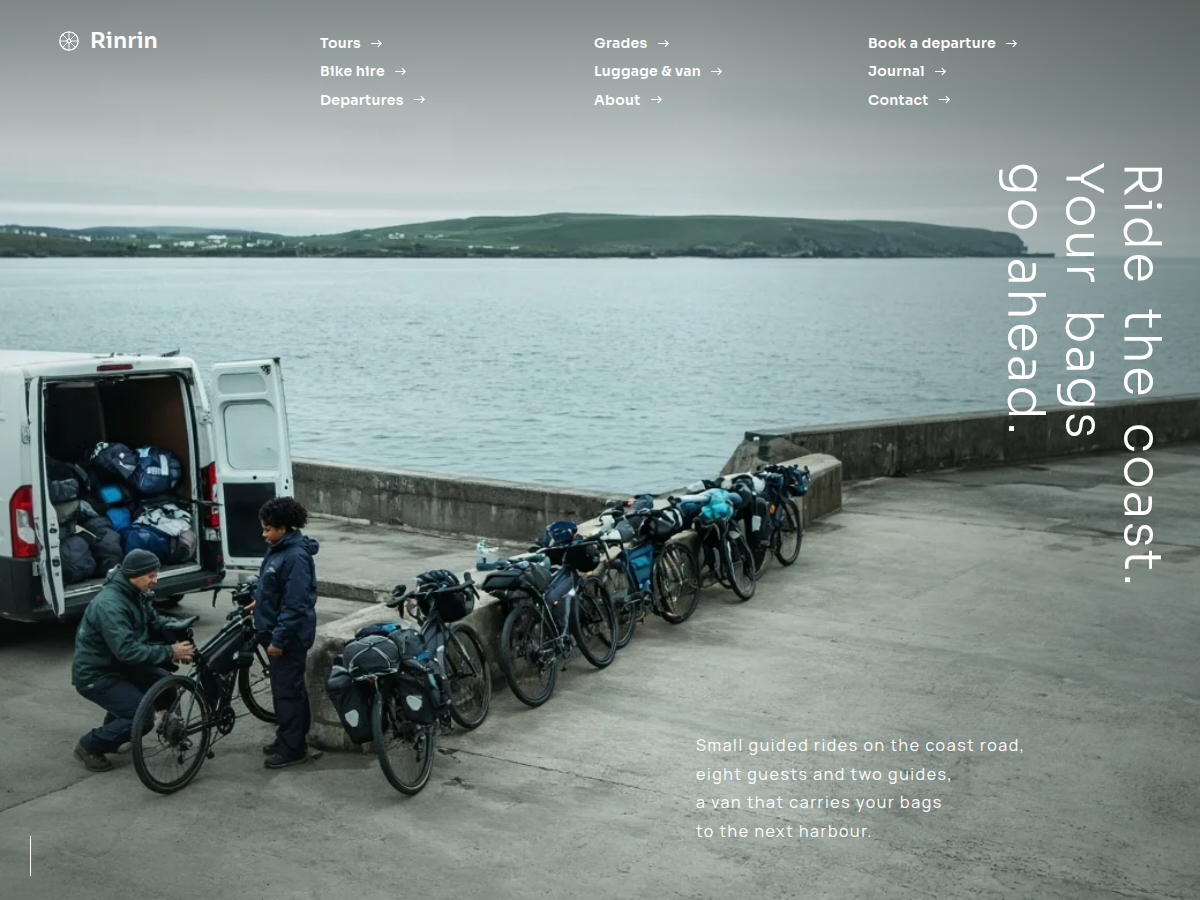 Rinrin
Tours
Bike hire
Departures
Grades
Luggage & van
About
Book a departure
Journal
Contact
Ride the coast.
Your bags
go ahead.
Small guided rides on the coast road,
eight guests and two guides,
a van that carries your bags
to the next harbour.